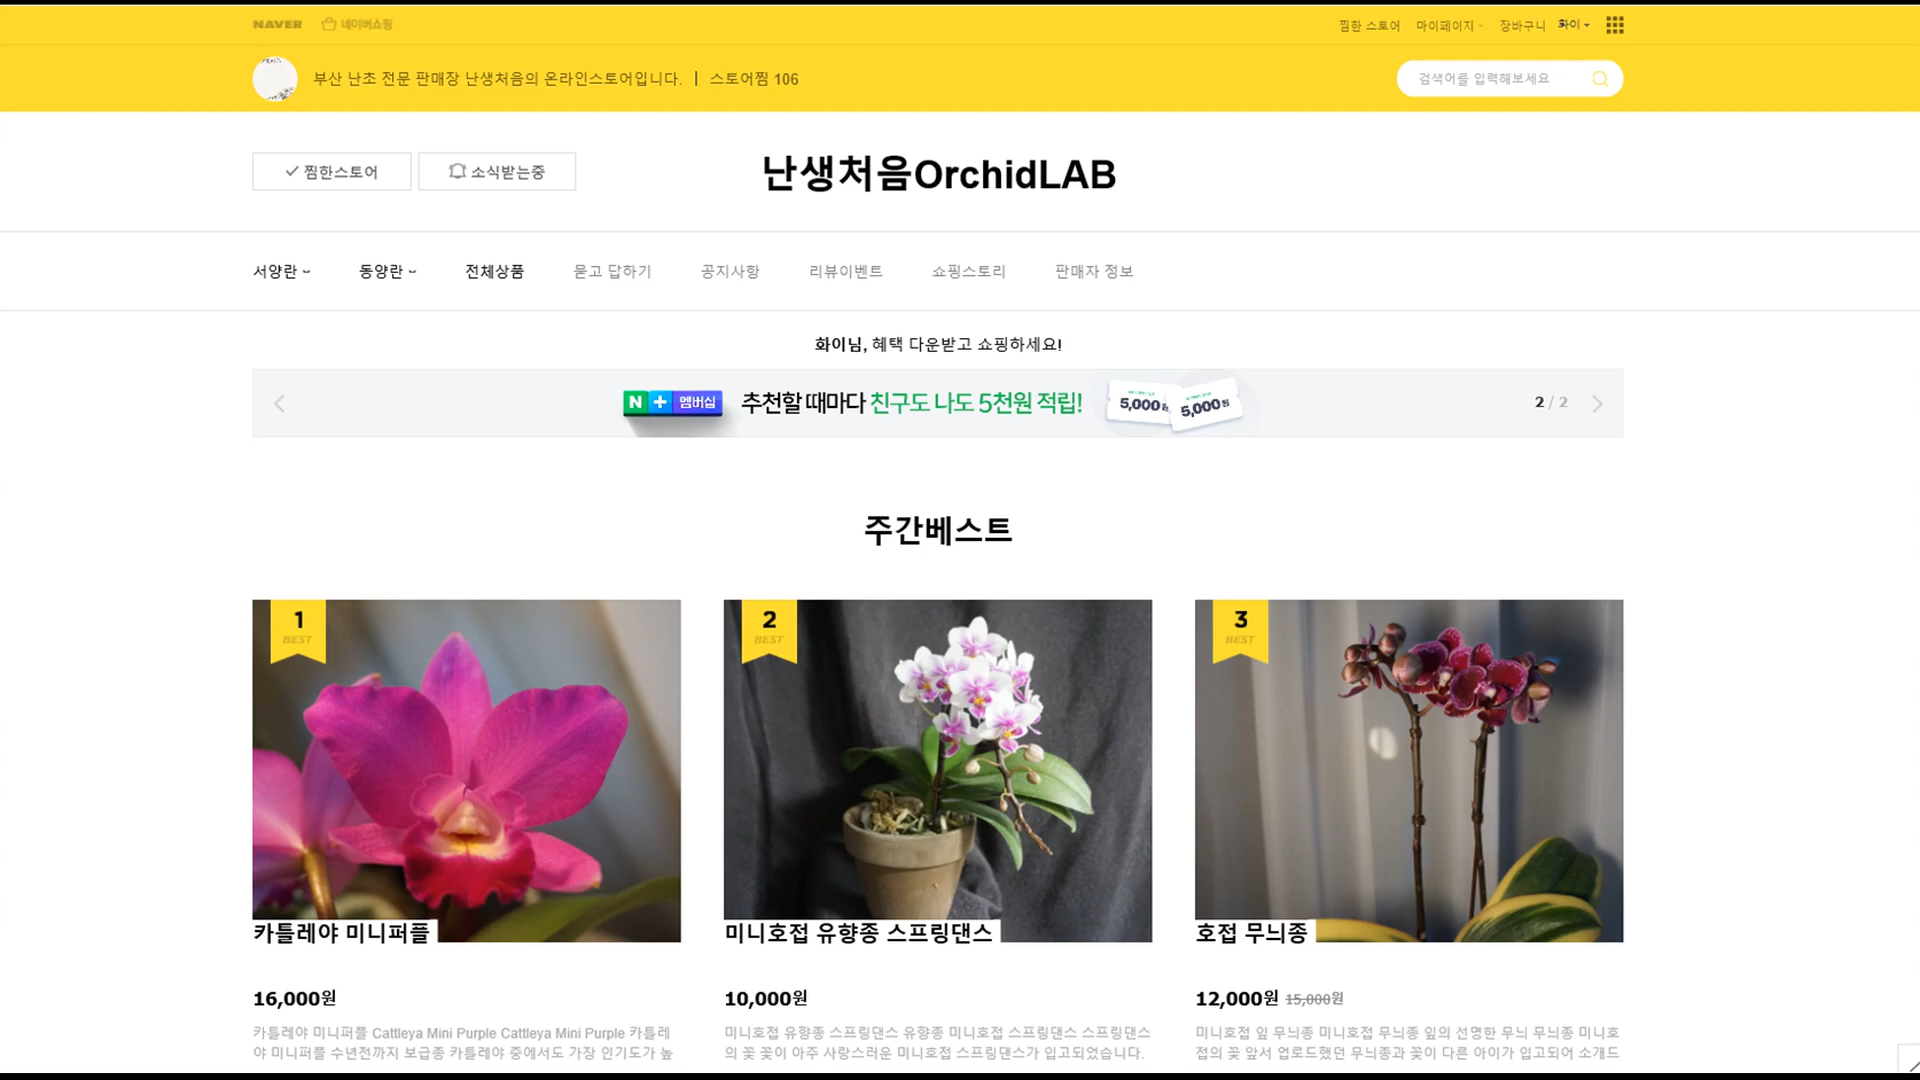 NAVER 네이버쇼핑 찜한 스토어 마이페이지 장바구니 화이
부산 난초 전문 판매장 난생처음의 온라인스토어입니다. | 스토어찜 106 검색어를 입력해보세요
찜한스토어 소식받는중 난생처음OrchidLAB
서양란 동양란 전체상품 묻고 답하기 공지사항 리뷰이벤트 쇼핑스토리 판매자 정보
화이님, 혜택 다운받고 쇼핑하세요!
N + 멤버십 추천할 때마다 친구도 나도 5천원 적립! 5,000원 5,000원 2 / 2
주간베스트
1 2 3
BEST BEST BEST
카틀레야 미니퍼플 미니호접 유향종 스프링댄스 호접 무늬종
16,000원 10,000원 12,000원 15,000원
카틀레야 미니퍼플 Cattleya Mini Purple Cattleya Mini Purple 카틀레 미니호접 유향종 스프링댄스 유향종 미니호접 스프링댄스 스프링댄스 미니호접 잎 무늬종 미니호접 무늬종 잎의 선명한 무늬 무늬종 미니호
야 미니퍼플 수년전까지 보급종 카틀레야 중에서도 가장 인기도가 높 의 꽃 꽃이 아주 사랑스러운 미니호접 스프링댄스가 입고되었습니다. 접의 꽃 앞서 업로드했던 무늬종과 꽃이 다른 아이가 입고되어 소개드